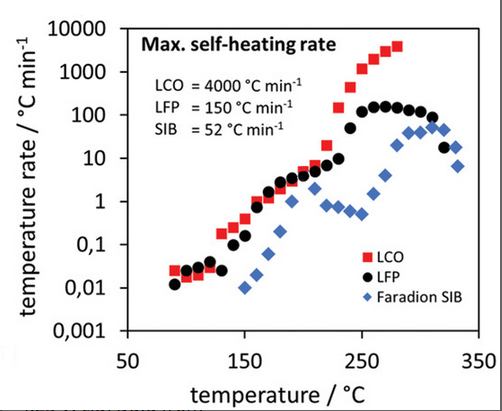 Max. self-heating rate
LCO = 4000 °C min-1
LFP = 150 °C min-1
SIB = 52 °C min-1
temperature rate / °C min-1
10000
1000
100
10
1
0,1
0,01
0,001
LCO
LFP
Faradion SIB
50 150 250 350
temperature / °C